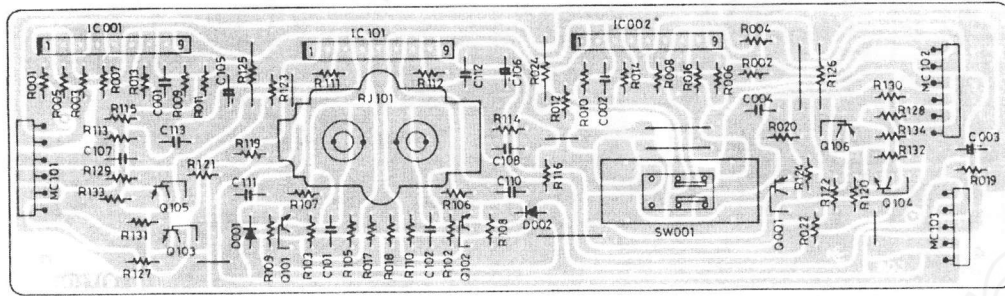 IC001
1 9
IC101
1 9
IC002*
1 9
R001
R005
R003
R007
R013
C001
R009
R011
C105
R125
R123
R111
RJ101
R112
C112
C106
R024
R012
R010
C002
R014
R008
R016
R006
R004
R002
C004
R126
R130
R128
R134
R132
MC102
C003
R019
R115
R113
C107
R129
R133
MC101
C113
R121
Q105
R119
C111
R107
R114
C108
C110
R106
R116
R020
Q106
R124
R122
R120
Q104
R131
R127
Q103
D001
R109
Q101
R103
C101
R105
R017
R018
R110
C102
R102
Q102
R108
D002
SW001
Q001
R022
MC103